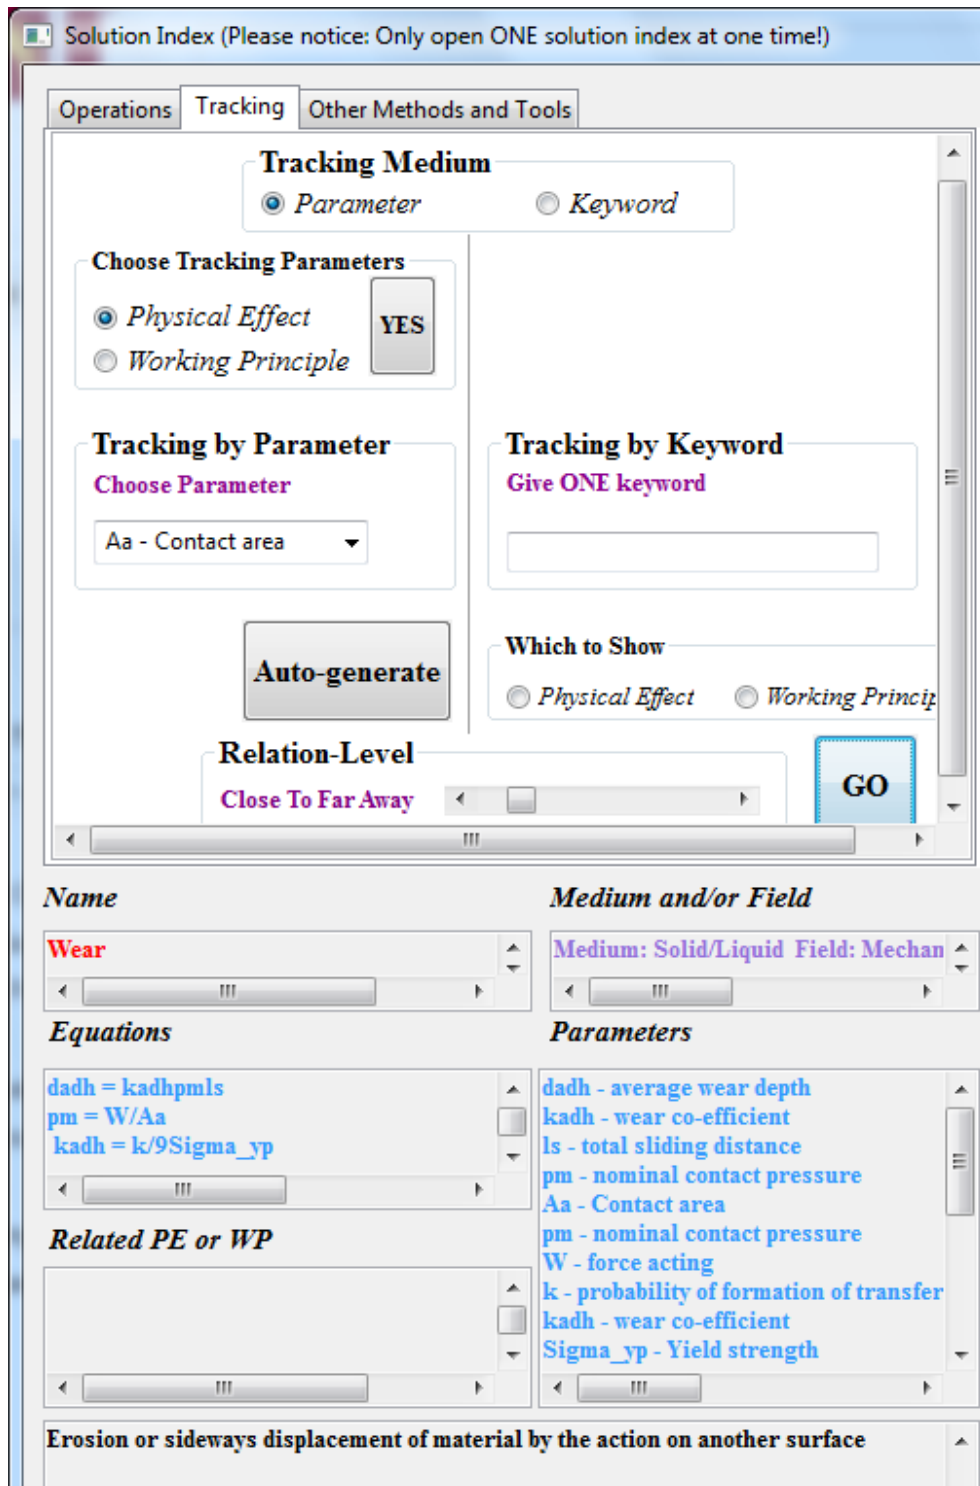 Solution Index (Please notice: Only open ONE solution index at one time!)
Operations Tracking Other Methods and Tools
Tracking Medium
Parameter Keyword
Choose Tracking Parameters
Physical Effect
YES
Working Principle
Tracking by Parameter
Choose Parameter
Aa - Contact area
Tracking by Keyword
Give ONE keyword
Auto-generate
Which to Show
Physical Effect Working
Relation-Level
Close To Far Away
GO
Name
Wear
Medium and/or Field
Medium: Solid/Liquid Field:
Equations
dadh = kadhpmls
pm = W/Aa
kadh = k/9Sigma_yp
Parameters
dadh - average wear depth
kadh - wear co-efficient
ls - total sliding distance
pm - nominal contact pressure
Aa - Contact area
pm - nominal contact pressure
W - force acting
k - probability of formation of transfer
kadh - wear co-efficient
Sigma_yp - Yield strength
Related PE or WP
Erosion or sideways displacement of material by the action on another surface